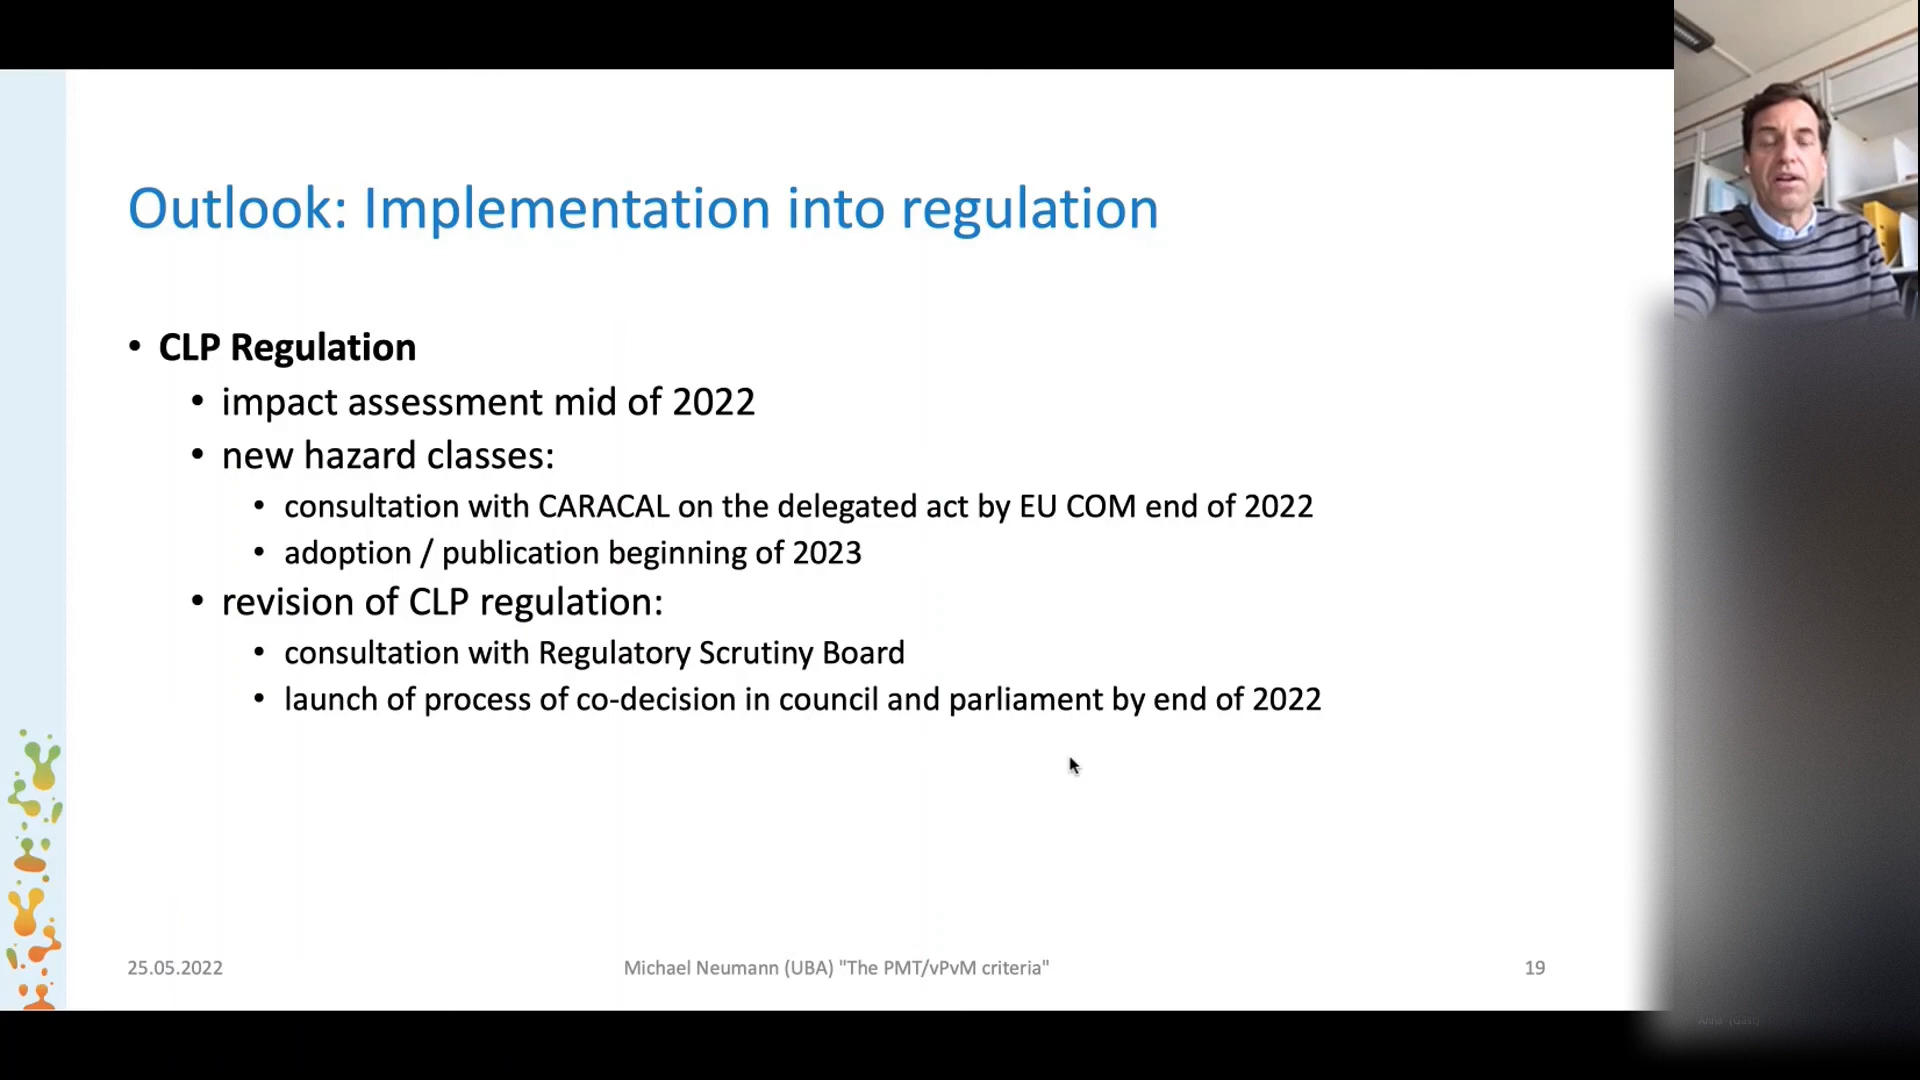 Outlook: Implementation into regulation
• CLP Regulation
• impact assessment mid of 2022
• new hazard classes:
• consultation with CARACAL on the delegated act by EU COM end of 2022
• adoption / publication beginning of 2023
• revision of CLP regulation:
• consultation with Regulatory Scrutiny Board
• launch of process of co-decision in council and parliament by end of 2022
25.05.2022
Michael Neumann (UBA) "The PMT/vPvM criteria"
19